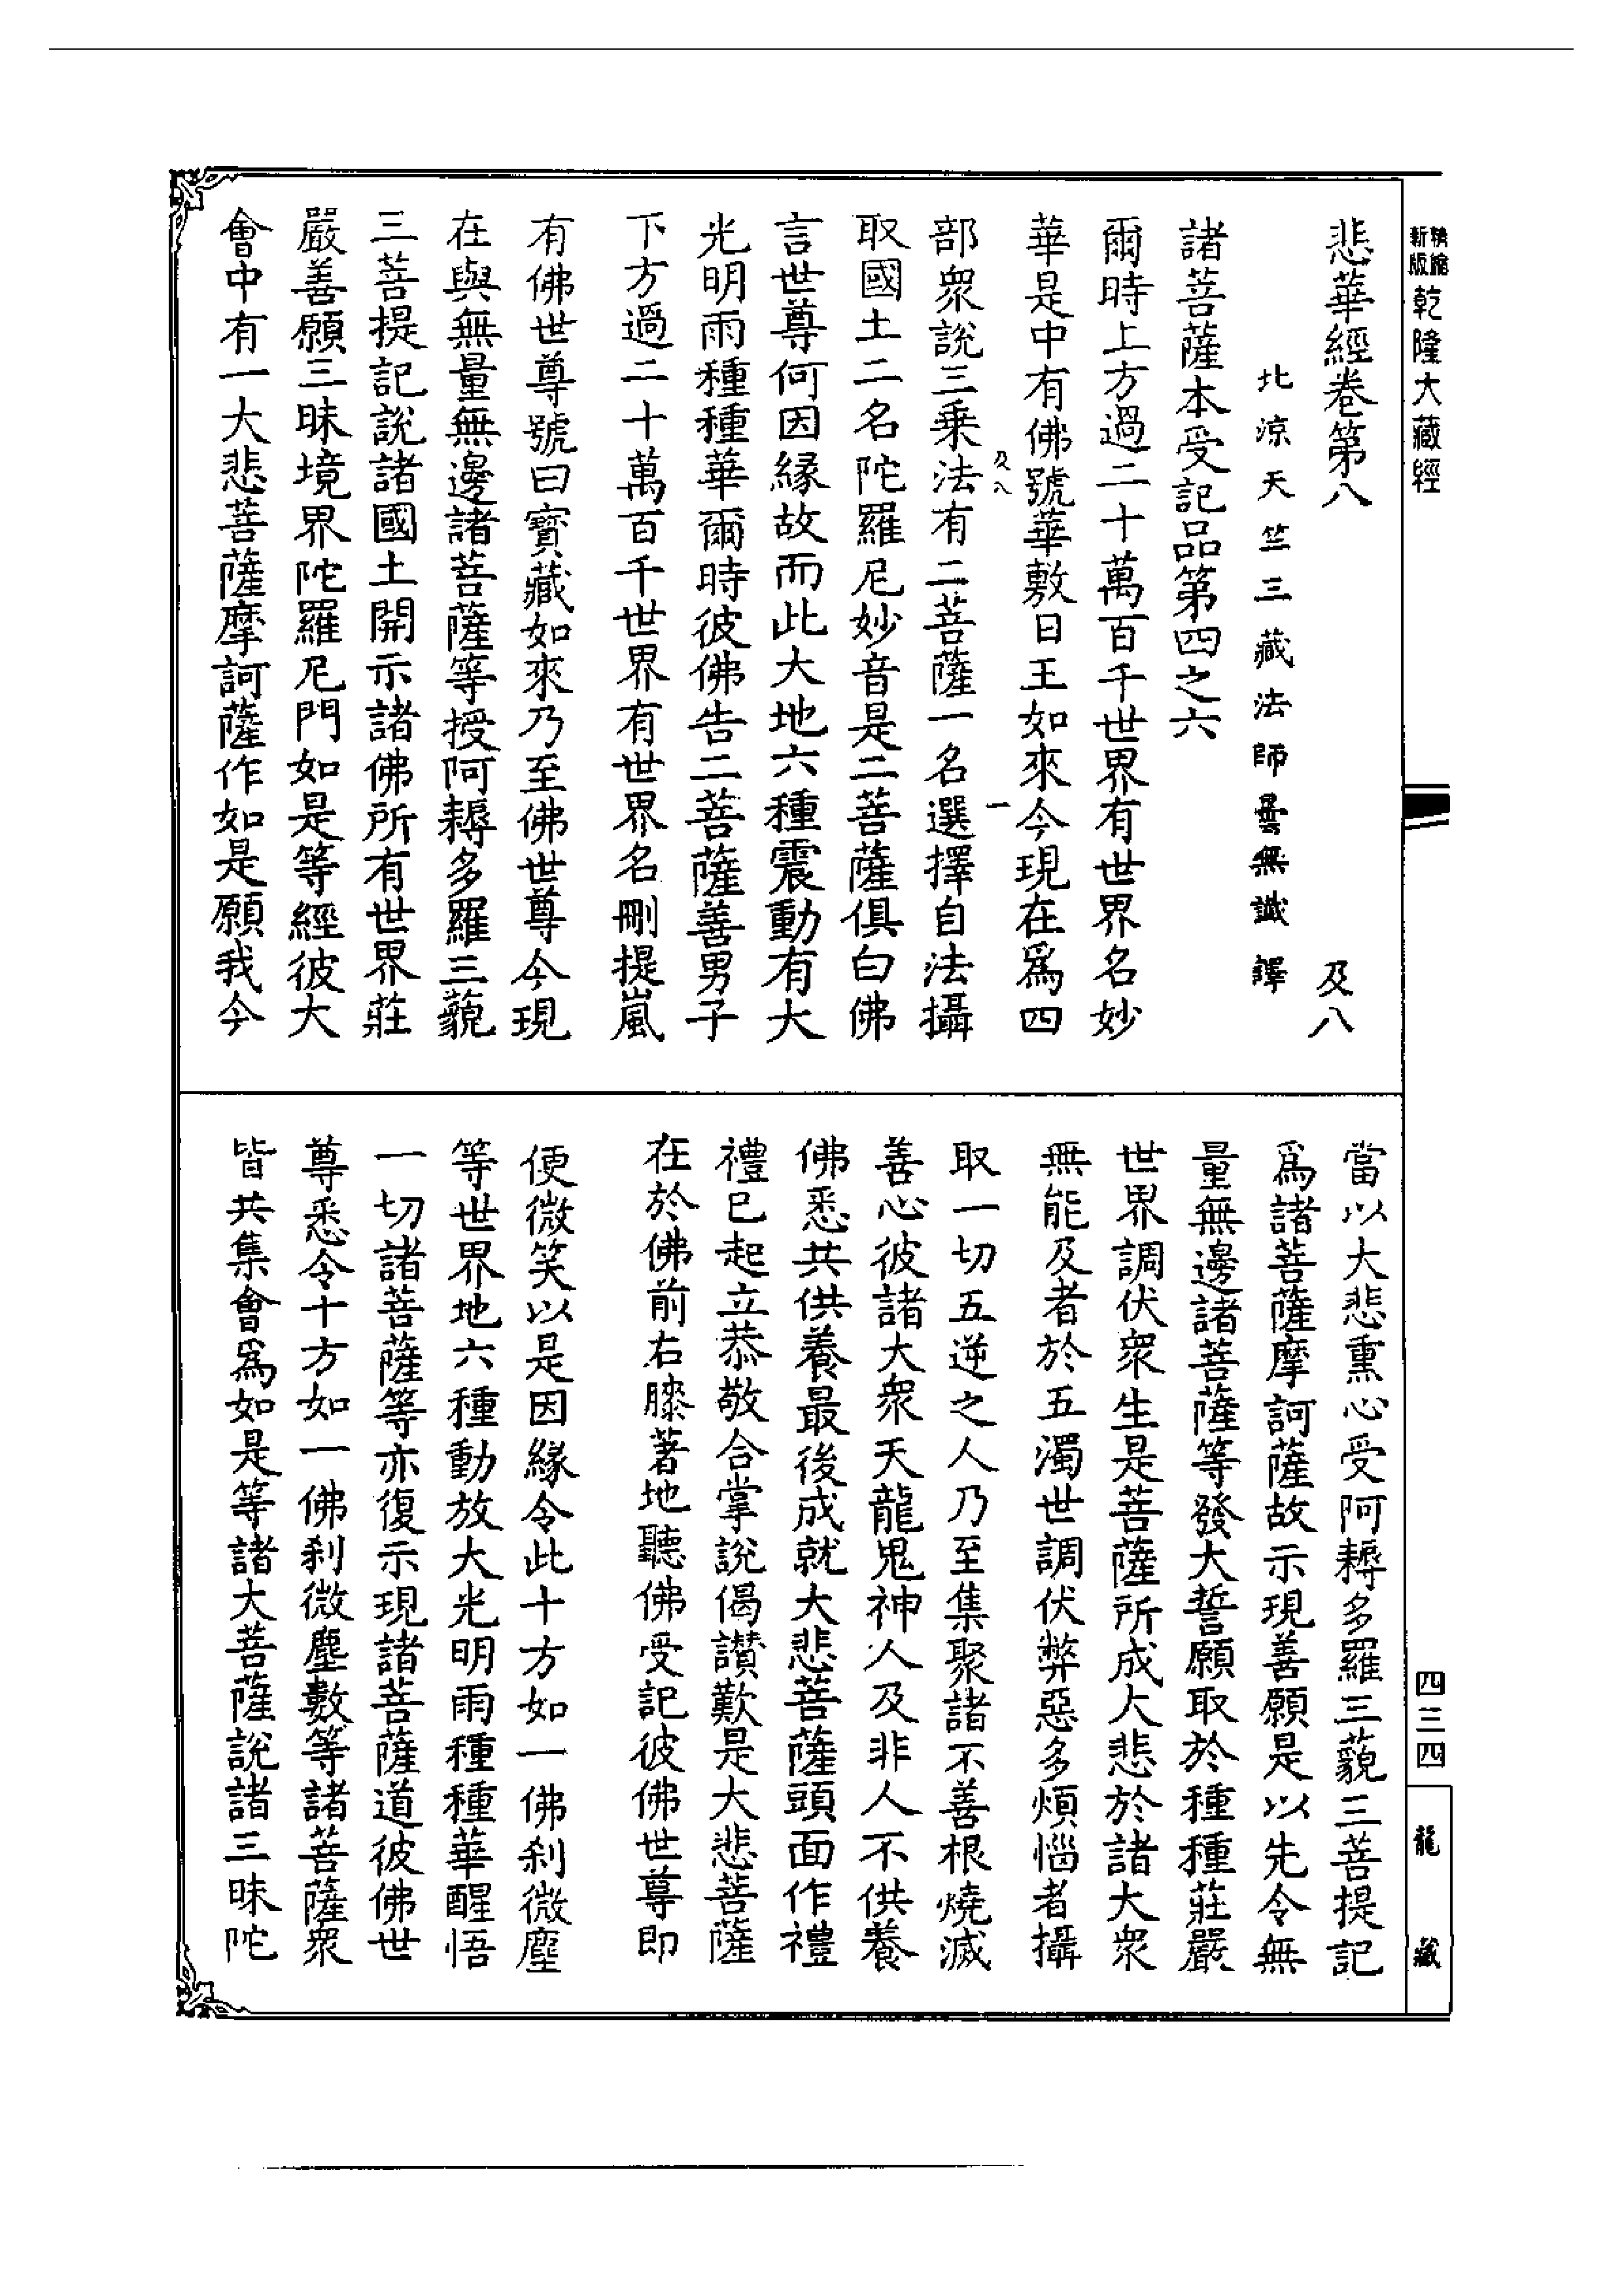 精縮新版乾隆大藏經
悲華經卷第八
及八
北涼天竺三藏法師曇無讖譯
諸菩薩本受記品第四之六
爾時上方過二十萬百千世界有世界名妙
華是中有佛號華敷日王如來今現在爲四
及八
一
部衆說三乗法有二菩薩一名選擇自法攝
取國土二名陀羅尼妙音是二菩薩俱白佛
言世尊何因緣故而此大地六種震動有大
光明雨種種華爾時彼佛告二菩薩善男子
下方過二十萬百千世界有世界名刪提嵐
有佛世尊號曰寶藏如來乃至佛世尊今現
在與無量無邊諸菩薩等授阿耨多羅三藐
三菩提記說諸國土開示諸佛所有世界莊
嚴善願三昧境界陀羅尼門如是等經彼大
會中有一大悲菩薩摩訶薩作如是願我今
當以大悲熏心受阿耨多羅三藐三菩提記
爲諸菩薩摩訶薩故示現善願是以先令無
量無邊諸菩薩等發大誓願取於種種莊嚴
世界調伏衆生是菩薩所成大悲於諸大衆
無能及者於五濁世調伏弊惡多煩惱者攝
取一切五逆之人乃至集聚諸不善根燒滅
善心彼諸大衆天龍鬼神人及非人不供養
佛悉共供養最後成就大悲菩薩頭面作禮
禮已起立恭敬合掌說偈讚歎是大悲菩薩
在於佛前右膝著地聽佛受記彼佛世尊即
便微笑以是因緣令此十方如一佛刹微塵
等世界地六種動放大光明雨種種華醒悟
一切諸菩薩等亦復示現諸菩薩道彼佛世
尊悉令十方如一佛刹微塵數等諸菩薩衆
皆共集會爲如是等諸大菩薩說諸三昧陀
四三四
龍藏